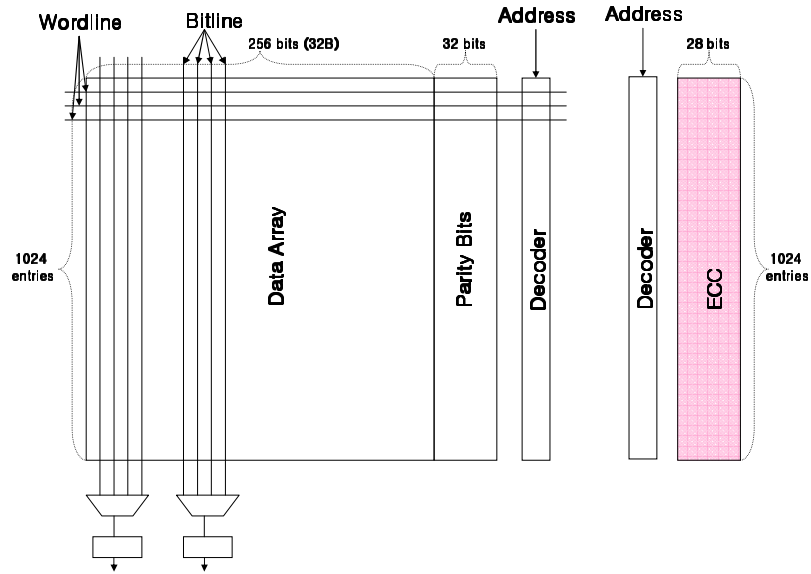 Wordline
Bitline
Address
Address
256 bits (32B)
32 bits
28 bits
1024
entries
Data Array
Parity Bits
Decoder
Decoder
ECC
1024
entries